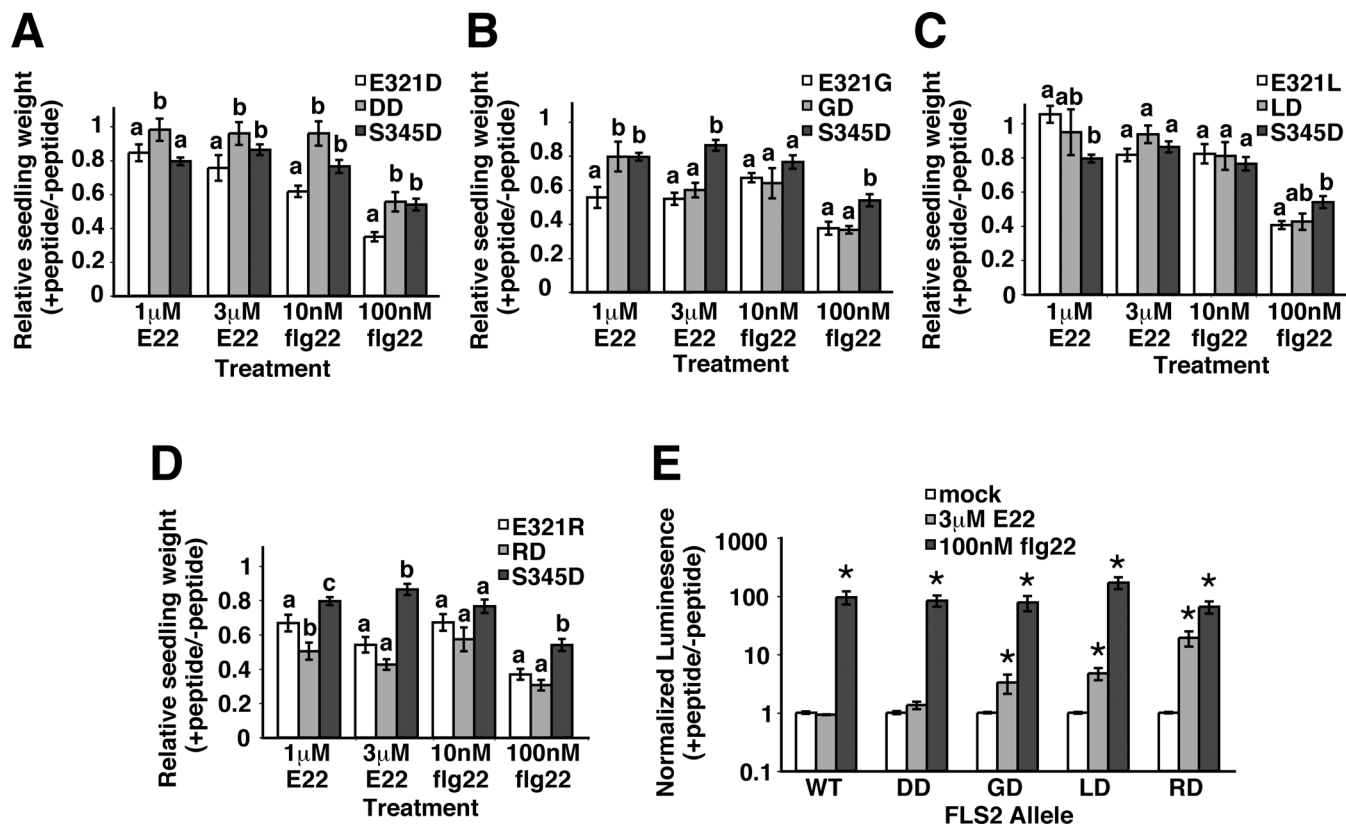 A
Relative seedling weight
(+peptide/-peptide)
E321D
DD
S345D
1
0.8
0.6
0.4
0.2
0
a b a
a b b
a b b
a b b
1μM E22
3μM E22
10nM flg22
100nM flg22
Treatment
B
Relative seedling weight
(+peptide/-peptide)
E321G
GD
S345D
1
0.8
0.6
0.4
0.2
0
a b b
a a b
a a a
a a b
1μM E22
3μM E22
10nM flg22
100nM flg22
Treatment
C
Relative seedling weight
(+peptide/-peptide)
E321L
LD
S345D
1
0.8
0.6
0.4
0.2
0
a ab b
a a a
a a a
a ab b
1μM E22
3μM E22
10nM flg22
100nM flg22
Treatment
D
Relative seedling weight
(+peptide/-peptide)
E321R
RD
S345D
1
0.8
0.6
0.4
0.2
0
a b c
a a b
a a a
a a b
1μM E22
3μM E22
10nM flg22
100nM flg22
Treatment
E
Normalized Luminesence
(+peptide/-peptide)
mock
3μM E22
100nM flg22
1000
100
10
1
0.1
*
*
* *
* *
* *
WT DD GD LD RD
FLS2 Allele